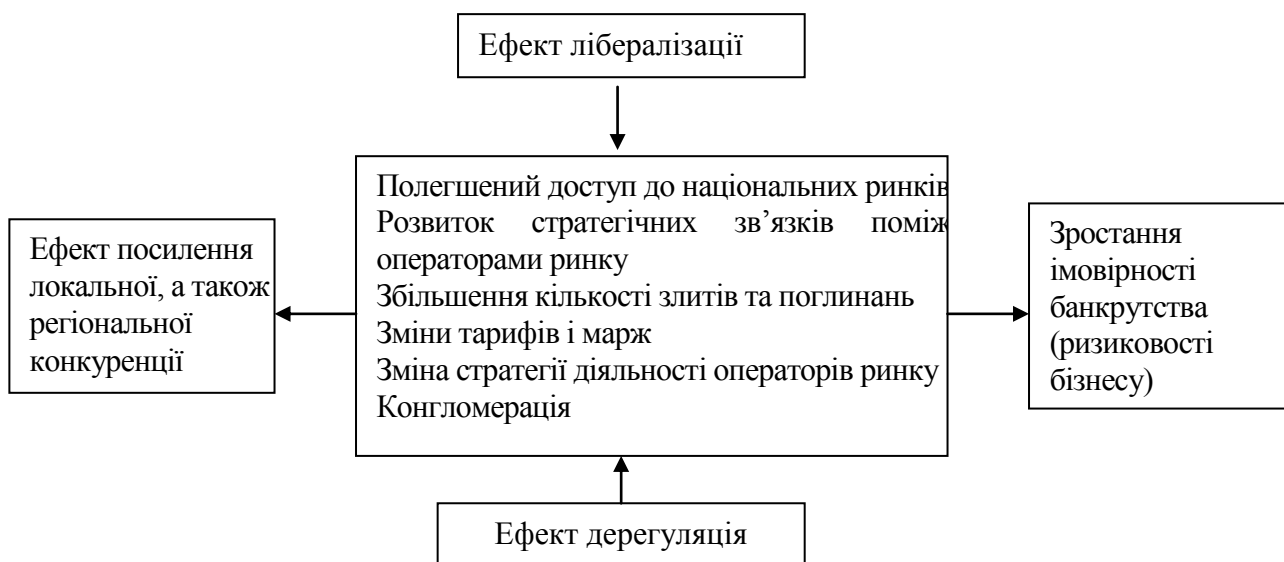 Ефект лібералізації
Полегшений доступ до національних ринків
Розвиток стратегічних зв’язків поміж
операторами ринку
Збільшення кількості злитів та поглинань
Зміни тарифів і марж
Зміна стратегії діяльності операторів ринку
Конгломерація
Ефект посилення
локальної, а також
регіональної
конкуренції
Зростання
імовірності
банкрутства
(ризиковості
бізнесу)
Ефект дерегуляція